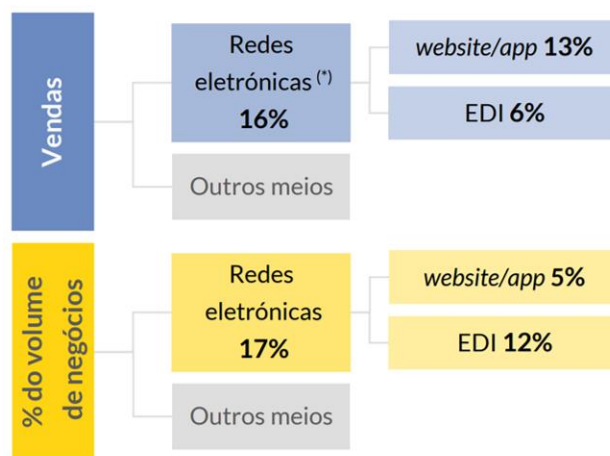 Vendas
Redes
eletrónicas (*)
16%
website/app 13%
EDI 6%
Outros meios
% do volume
de negócios
Redes
eletrónicas
17%
website/app 5%
EDI 12%
Outros meios